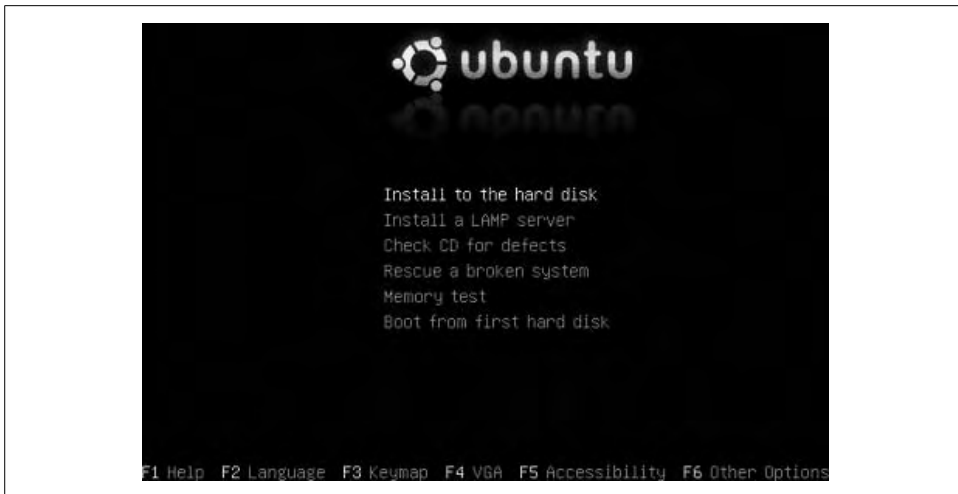 ubuntu
Install to the hard disk
Install a LAMP server
Check CD for defects
Rescue a broken system
Memory test
Boot from first hard disk
F1 Help F2 Language F3 Keymap F4 VGA F5 Accessibility F6 Other Options